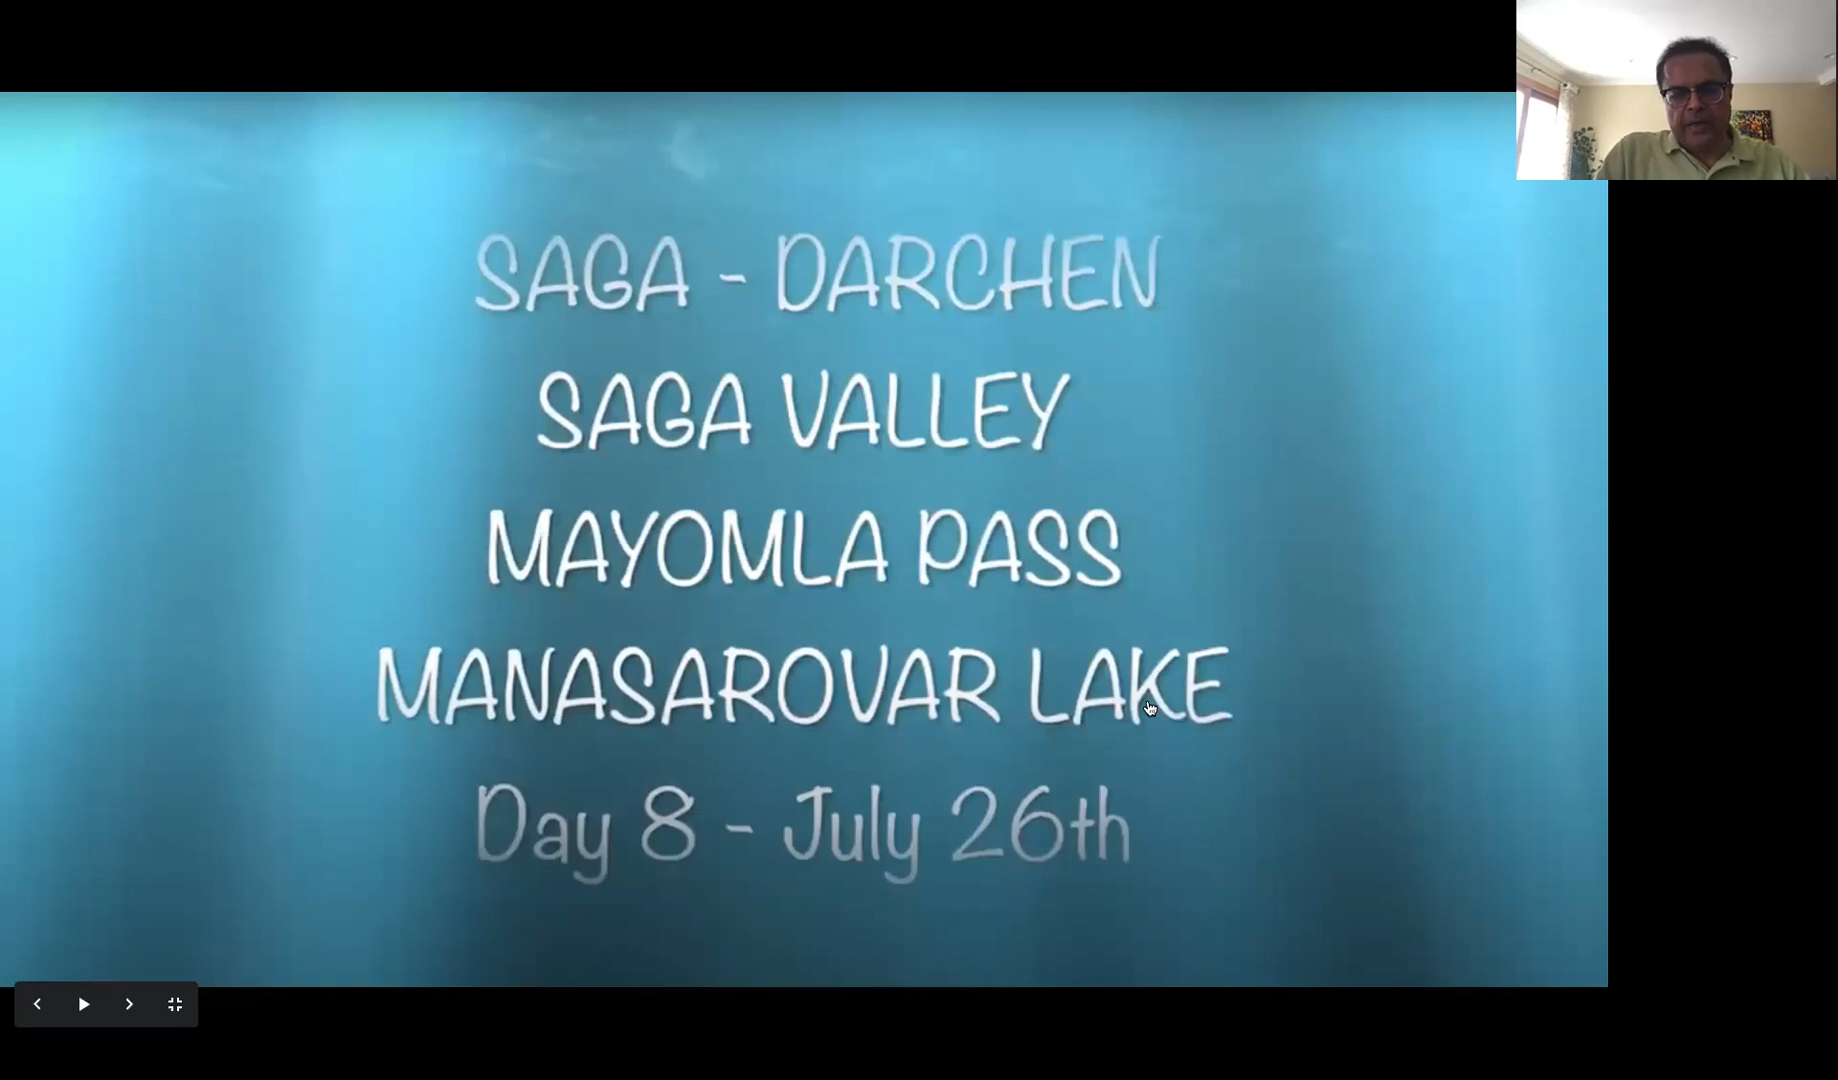 SAGA - DARCHEN
SAGA VALLEY
MAYOMLA PASS
MANASAROVAR LAKE
Day 8 - July 26th